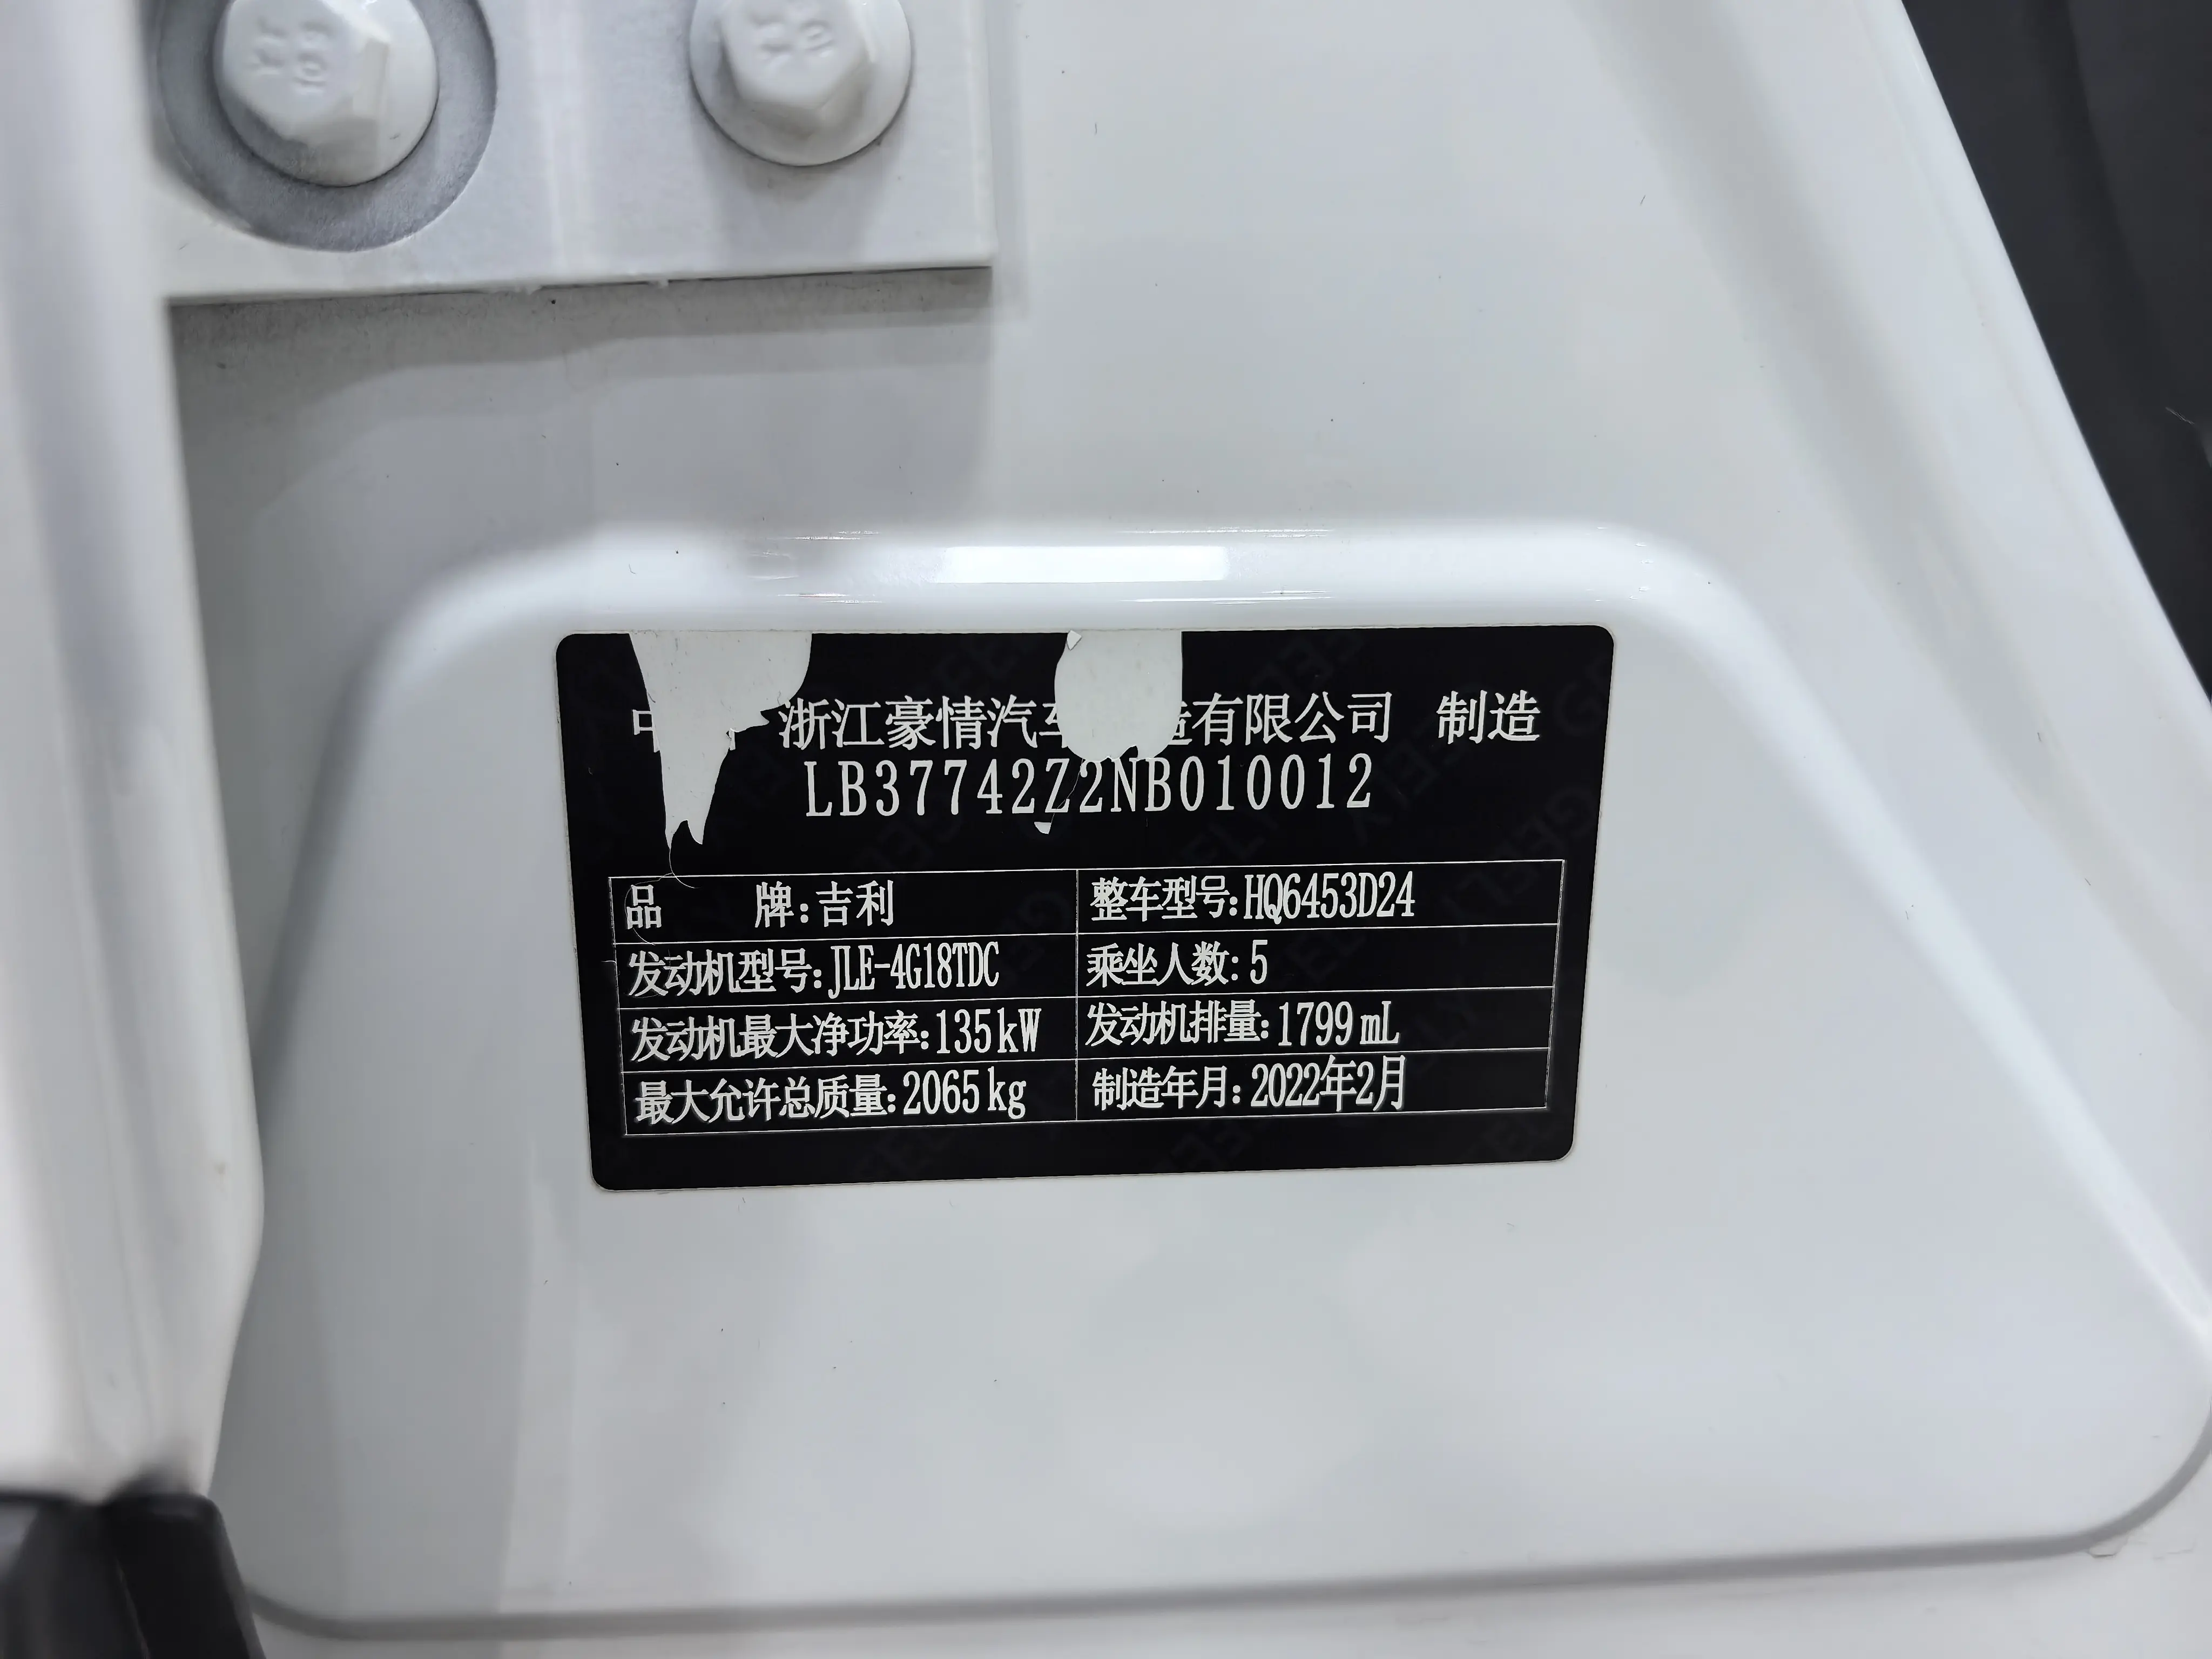 中 浙江豪情汽车 造有限公司 制造
LB37742Z2NB010012
品 牌:吉利 整车型号:HQ6453D24
发动机型号:JLE-4G18TDC 乘坐人数:5
发动机最大净功率:135kW 发动机排量:1799mL
最大允许总质量:2065kg 制造年月:2022年2月